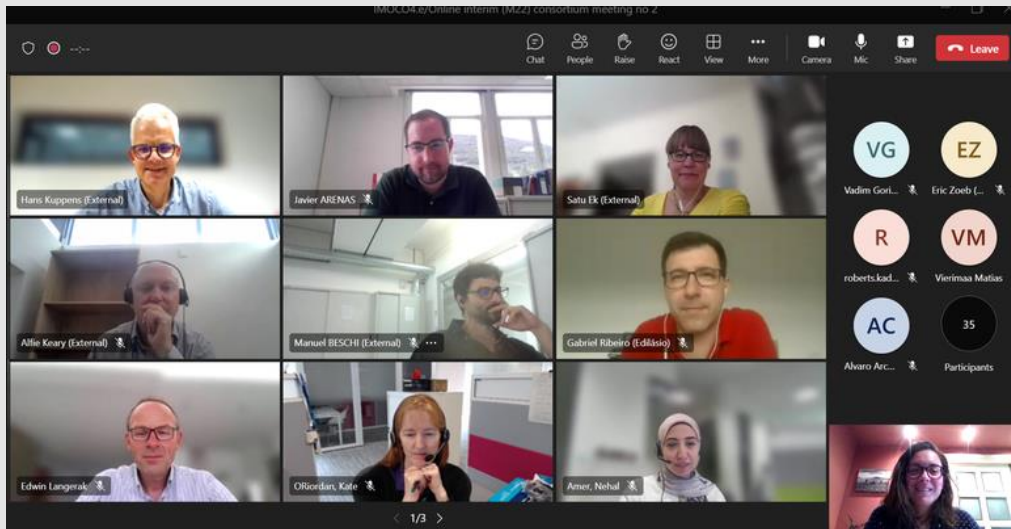 IMOCO4.e/Online interim (M22) consortium meeting no 2
--:--
Chat
People
Raise
React
View
More
Camera
Mic
Share
Leave
Hans Kuppens (External)
Javier ARENAS
Satu Ek (External)
VG
EZ
Vadim Gori...
Eric Zoeb (...
Alfie Keary (External)
Manuel BESCHI (External)
Gabriel Ribeiro (Edilásio)
R
VM
roberts.kad...
Vierimaa Matias
AC
35
Alvaro Arc...
Participants
Edwin Langerak
ORiordan, Kate
Amer, Nehal
1/3